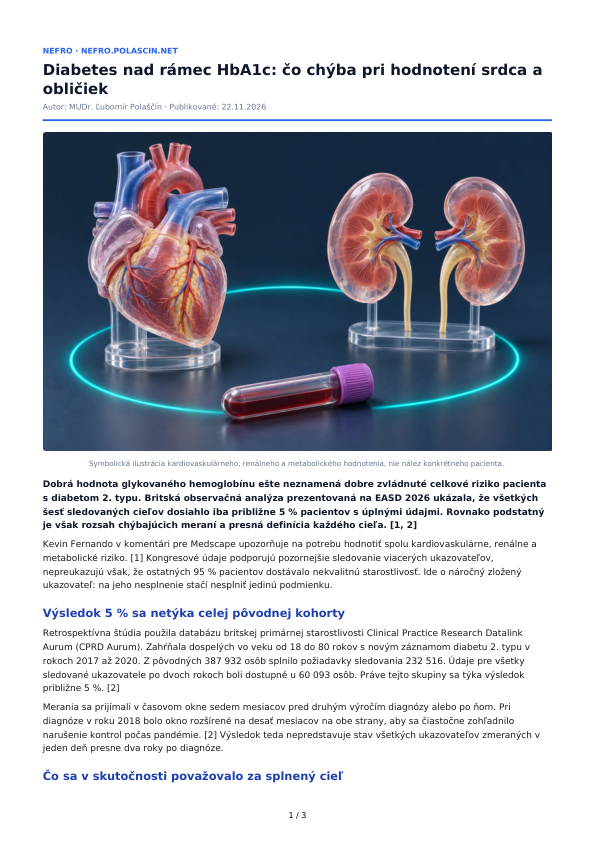 NEFRO · NEFRO.POLASCIN.NET
Diabetes nad rámec HbA1c: čo chýba pri hodnotení srdca a
obličiek
Autor: MUDr. Ľubomír Polaščín · Publikované: 22.11.2026
Symbolická ilustrácia kardiovaskulárneho, renálneho a metabolického hodnotenia, nie nález konkrétneho pacienta.
Dobrá hodnota glykovaného hemoglobínu ešte neznamená dobre zvládnuté celkové riziko pacienta
s diabetom 2. typu. Britská observačná analýza prezentovaná na EASD 2026 ukázala, že všetkých
šesť sledovaných cieľov dosiahlo iba približne 5 % pacientov s úplnými údajmi. Rovnako podstatný
je však rozsah chýbajúcich meraní a presná definícia každého cieľa. [1, 2]
Kevin Fernando v komentári pre Medscape upozorňuje na potrebu hodnotiť spolu kardiovaskulárne, renálne a
metabolické riziko. [1] Kongresové údaje podporujú pozornejšie sledovanie viacerých ukazovateľov,
nepreukazujú však, že ostatných 95 % pacientov dostávalo nekvalitnú starostlivosť. Ide o náročný zložený
ukazovateľ: na jeho nesplnenie stačí nesplniť jedinú podmienku.
Výsledok 5 % sa netýka celej pôvodnej kohorty
Retrospektívna štúdia použila databázu britskej primárnej starostlivosti Clinical Practice Research Datalink
Aurum (CPRD Aurum). Zahŕňala dospelých vo veku od 18 do 80 rokov s novým záznamom diabetu 2. typu v
rokoch 2017 až 2020. Z pôvodných 387 932 osôb splnilo požiadavky sledovania 232 516. Údaje pre všetky
sledované ukazovatele po dvoch rokoch boli dostupné u 60 093 osôb. Práve tejto skupiny sa týka výsledok
približne 5 %. [2]
Merania sa prijímali v časovom okne sedem mesiacov pred druhým výročím diagnózy alebo po ňom. Pri
diagnóze v roku 2018 bolo okno rozšírené na desať mesiacov na obe strany, aby sa čiastočne zohľadnilo
narušenie kontrol počas pandémie. [2] Výsledok teda nepredstavuje stav všetkých ukazovateľov zmeraných v
jeden deň presne dva roky po diagnóze.
Čo sa v skutočnosti považovalo za splnený cieľ
1 / 3